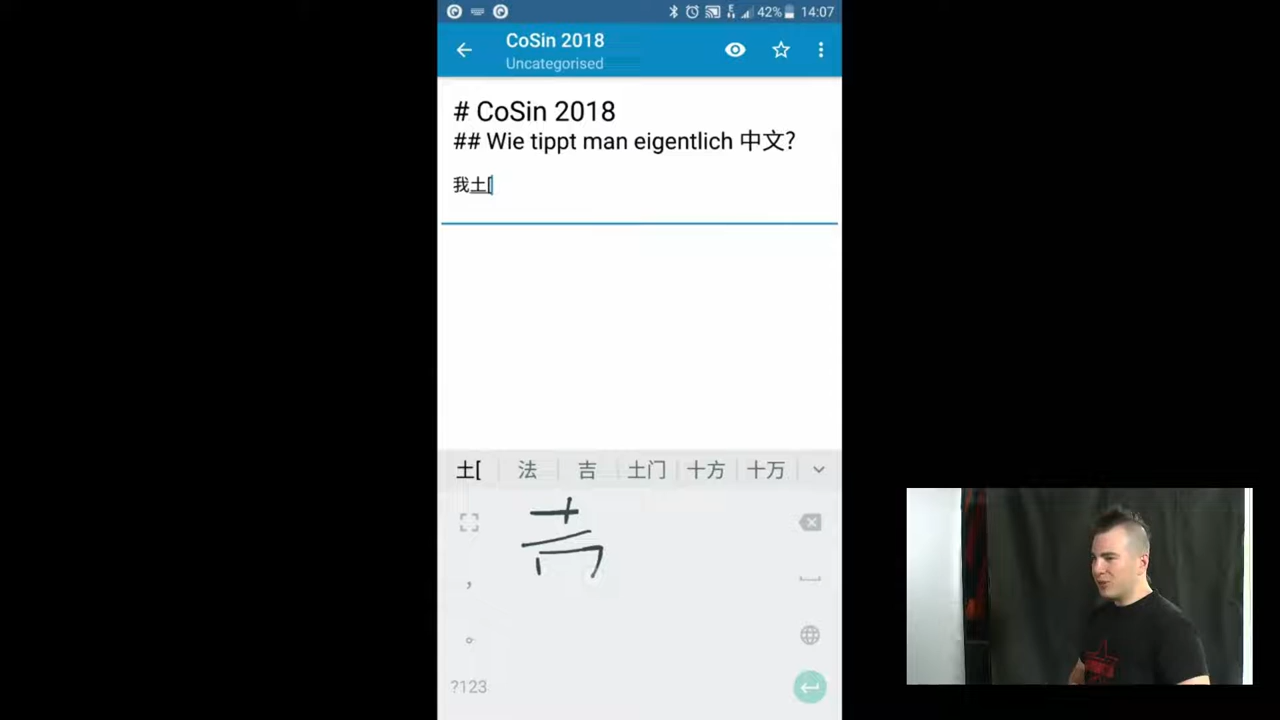 42% 14:07
CoSin 2018
Uncategorised
# CoSin 2018
## Wie tippt man eigentlich 中文?
我土[
土[ 法 吉 土门 十方 十万
,
。
?123